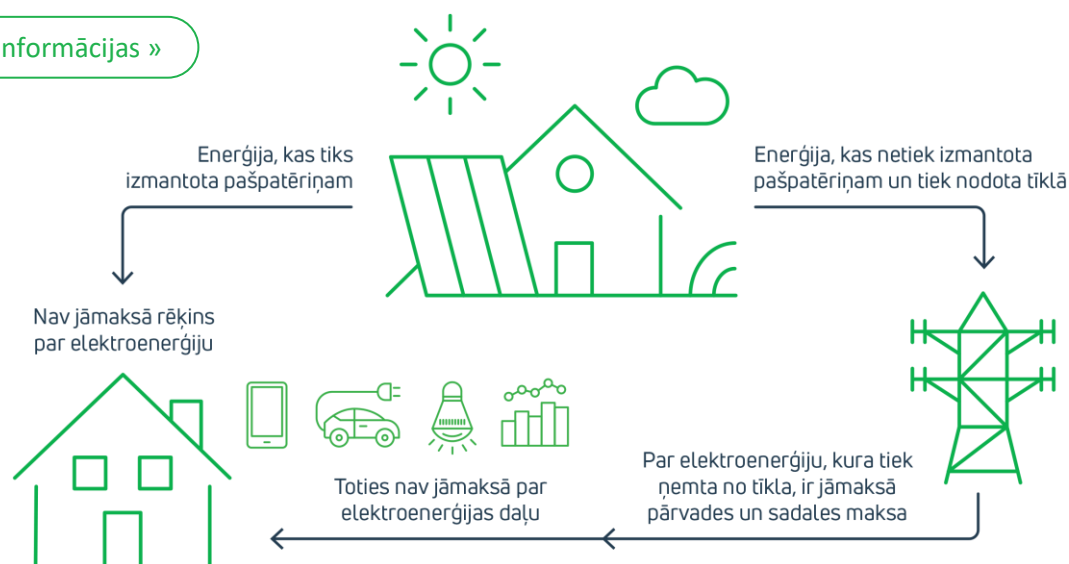 nformācijas »
Enerģija, kas tiks
izmantota pašpatēriņam
Enerģija, kas netiek izmantota
pašpatēriņam un tiek nodota tīklā
Nav jāmaksā rēķins
par elektroenerģiju
Toties nav jāmaksā par
elektroenerģijas daļu
Par elektroenerģiju, kura tiek
ņemta no tīkla, ir jāmaksā
pārvades un sadales maksa